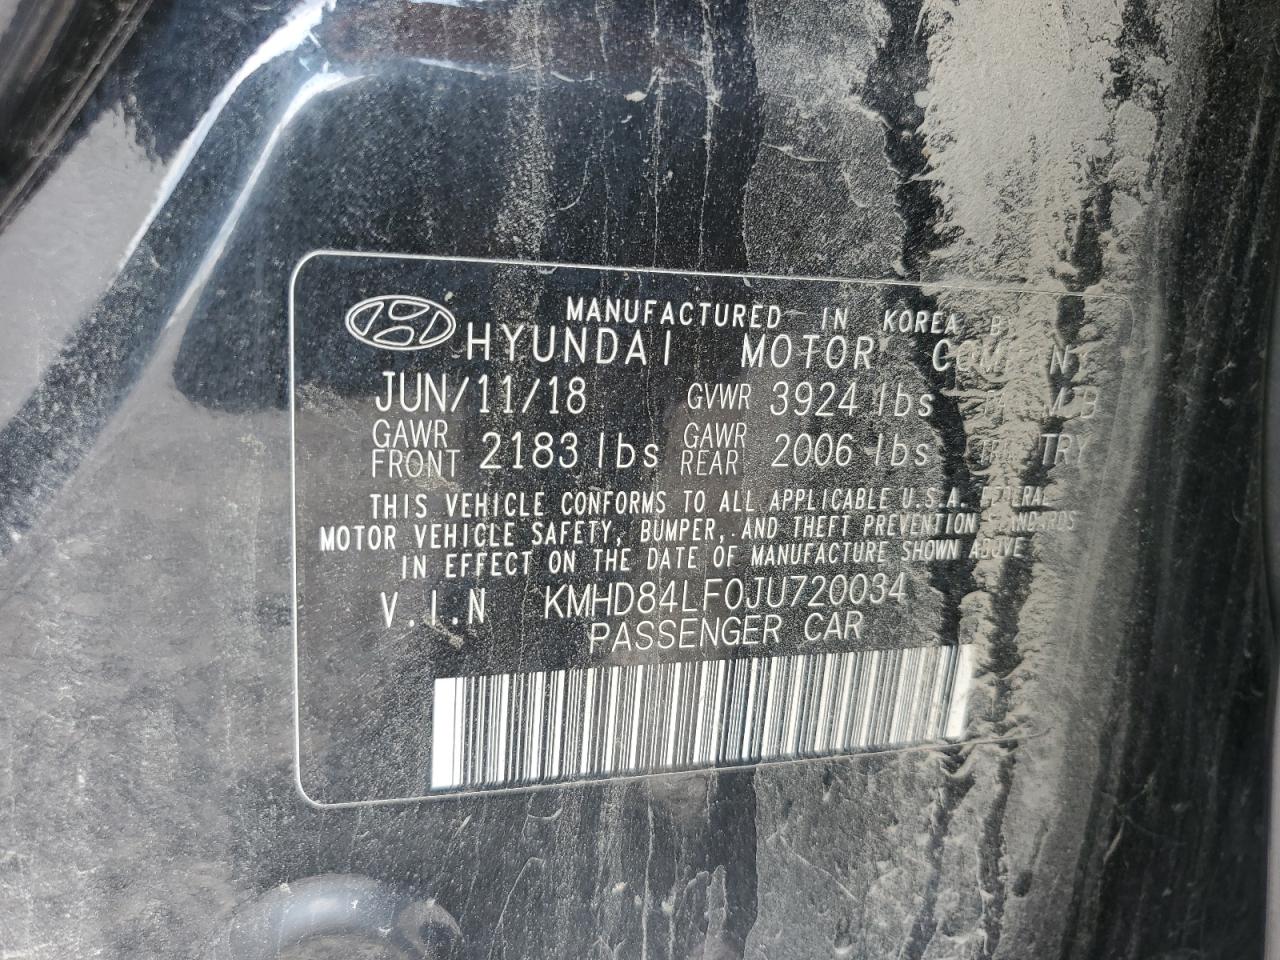 MANUFACTURED IN KOREA B
HYUNDAI MOTOR
JUN/11/18 GVWR 3924 lbs
GAWR FRONT 2183 lbs GAWR REAR 2006 lbs
THIS VEHICLE CONFORMS TO ALL APPLICABLE U.S.A. FEDERAL
MOTOR VEHICLE SAFETY, BUMPER, AND THEFT PREVENTION STANDARDS
IN EFFECT ON THE DATE OF MANUFACTURE SHOWN ABOVE
V.I.N KMHD84LF0JU720034
PASSENGER CAR